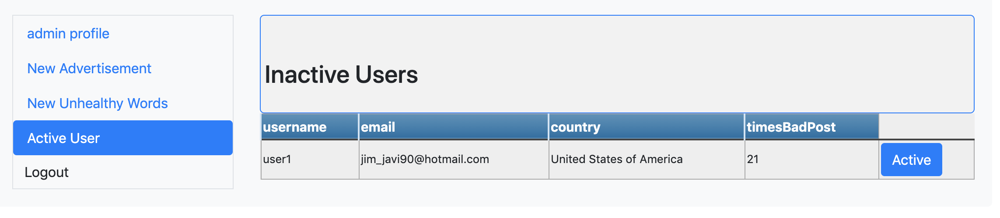 admin profile
New Advertisement
New Unhealthy Words
Active User
Logout
Inactive Users
username email country timesBadPost
user1 jim_javi90@hotmail.com United States of America 21 Active